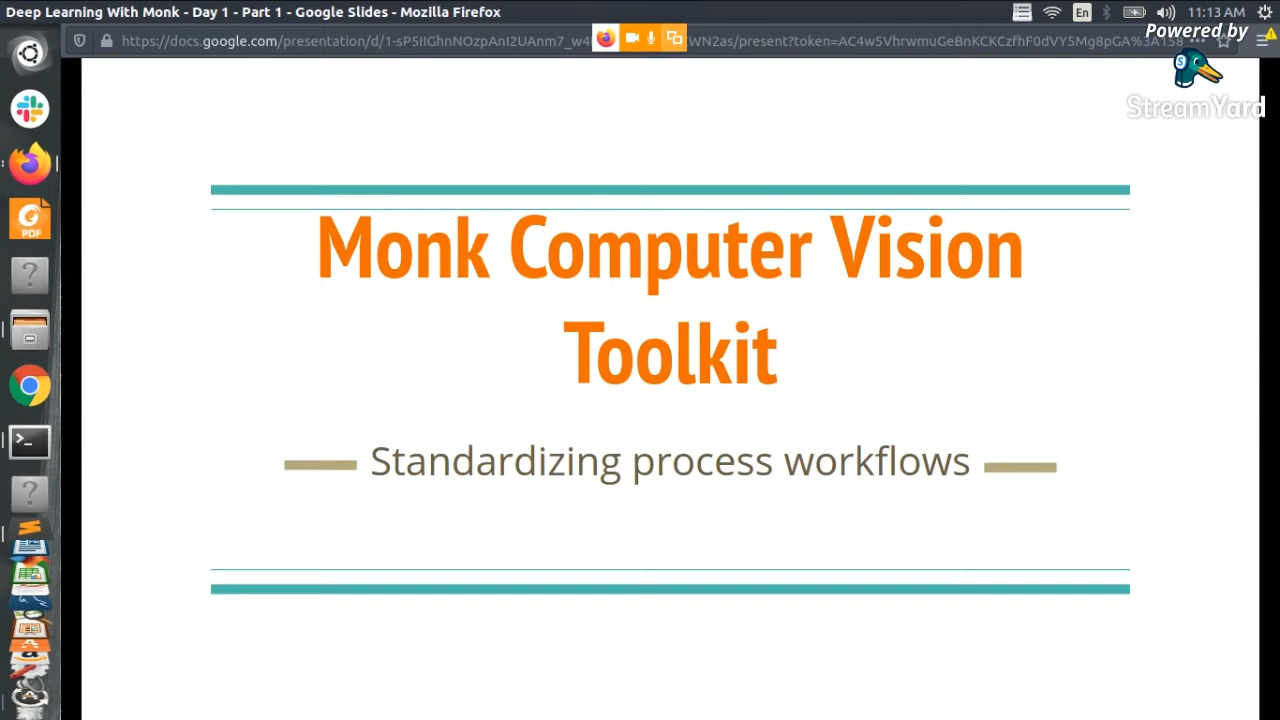 Deep Learning With Monk - Day 1 - Part 1 - Google Slides - Mozilla Firefox
En
11:13 AM
Powered by
StreamYard
PDF
Monk Computer Vision
Toolkit
Standardizing process workflows